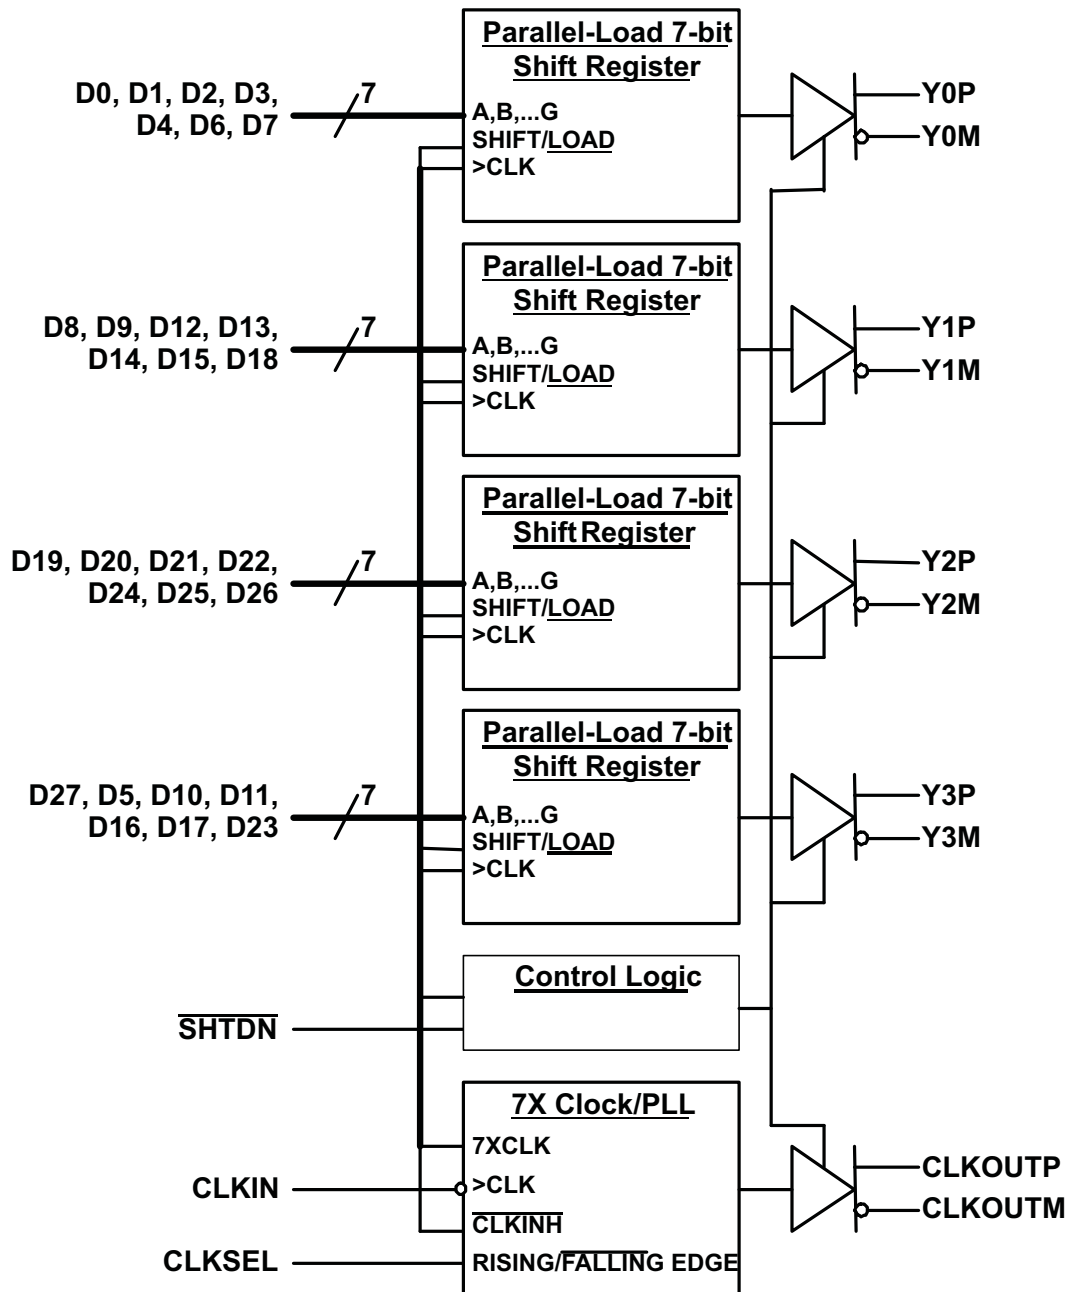 Parallel-Load 7-bit
Shift Register
D0, D1, D2, D3,
D4, D6, D7
7
A,B,...G
SHIFT/LOAD
>CLK
Y0P
Y0M
Parallel-Load 7-bit
Shift Register
D8, D9, D12, D13,
D14, D15, D18
7
A,B,...G
SHIFT/LOAD
>CLK
Y1P
Y1M
Parallel-Load 7-bit
Shift Register
D19, D20, D21, D22,
D24, D25, D26
7
A,B,...G
SHIFT/LOAD
>CLK
Y2P
Y2M
Parallel-Load 7-bit
Shift Register
D27, D5, D10, D11,
D16, D17, D23
7
A,B,...G
SHIFT/LOAD
>CLK
Y3P
Y3M
Control Logic
SHTDN
7X Clock/PLL
7XCLK
CLKIN
>CLK
CLKINH
CLKSEL
RISING/FALLING EDGE
CLKOUTP
CLKOUTM